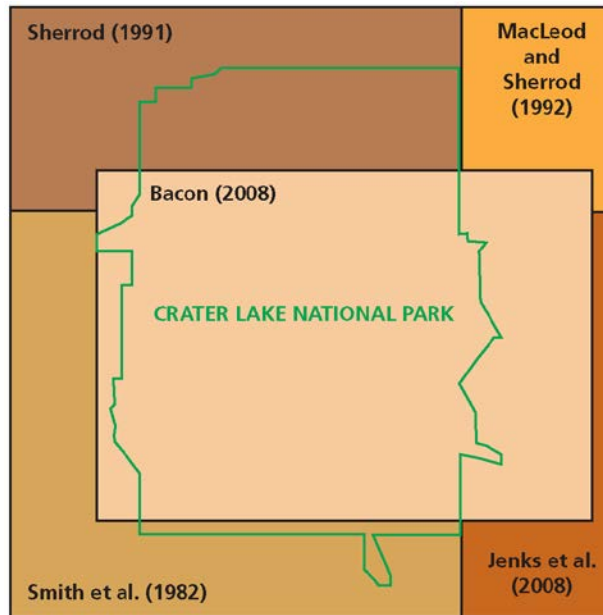 Sherrod (1991)
MacLeod
and
Sherrod
(1992)
Bacon (2008)
CRATER LAKE NATIONAL PARK
Smith et al. (1982)
Jenks et al.
(2008)